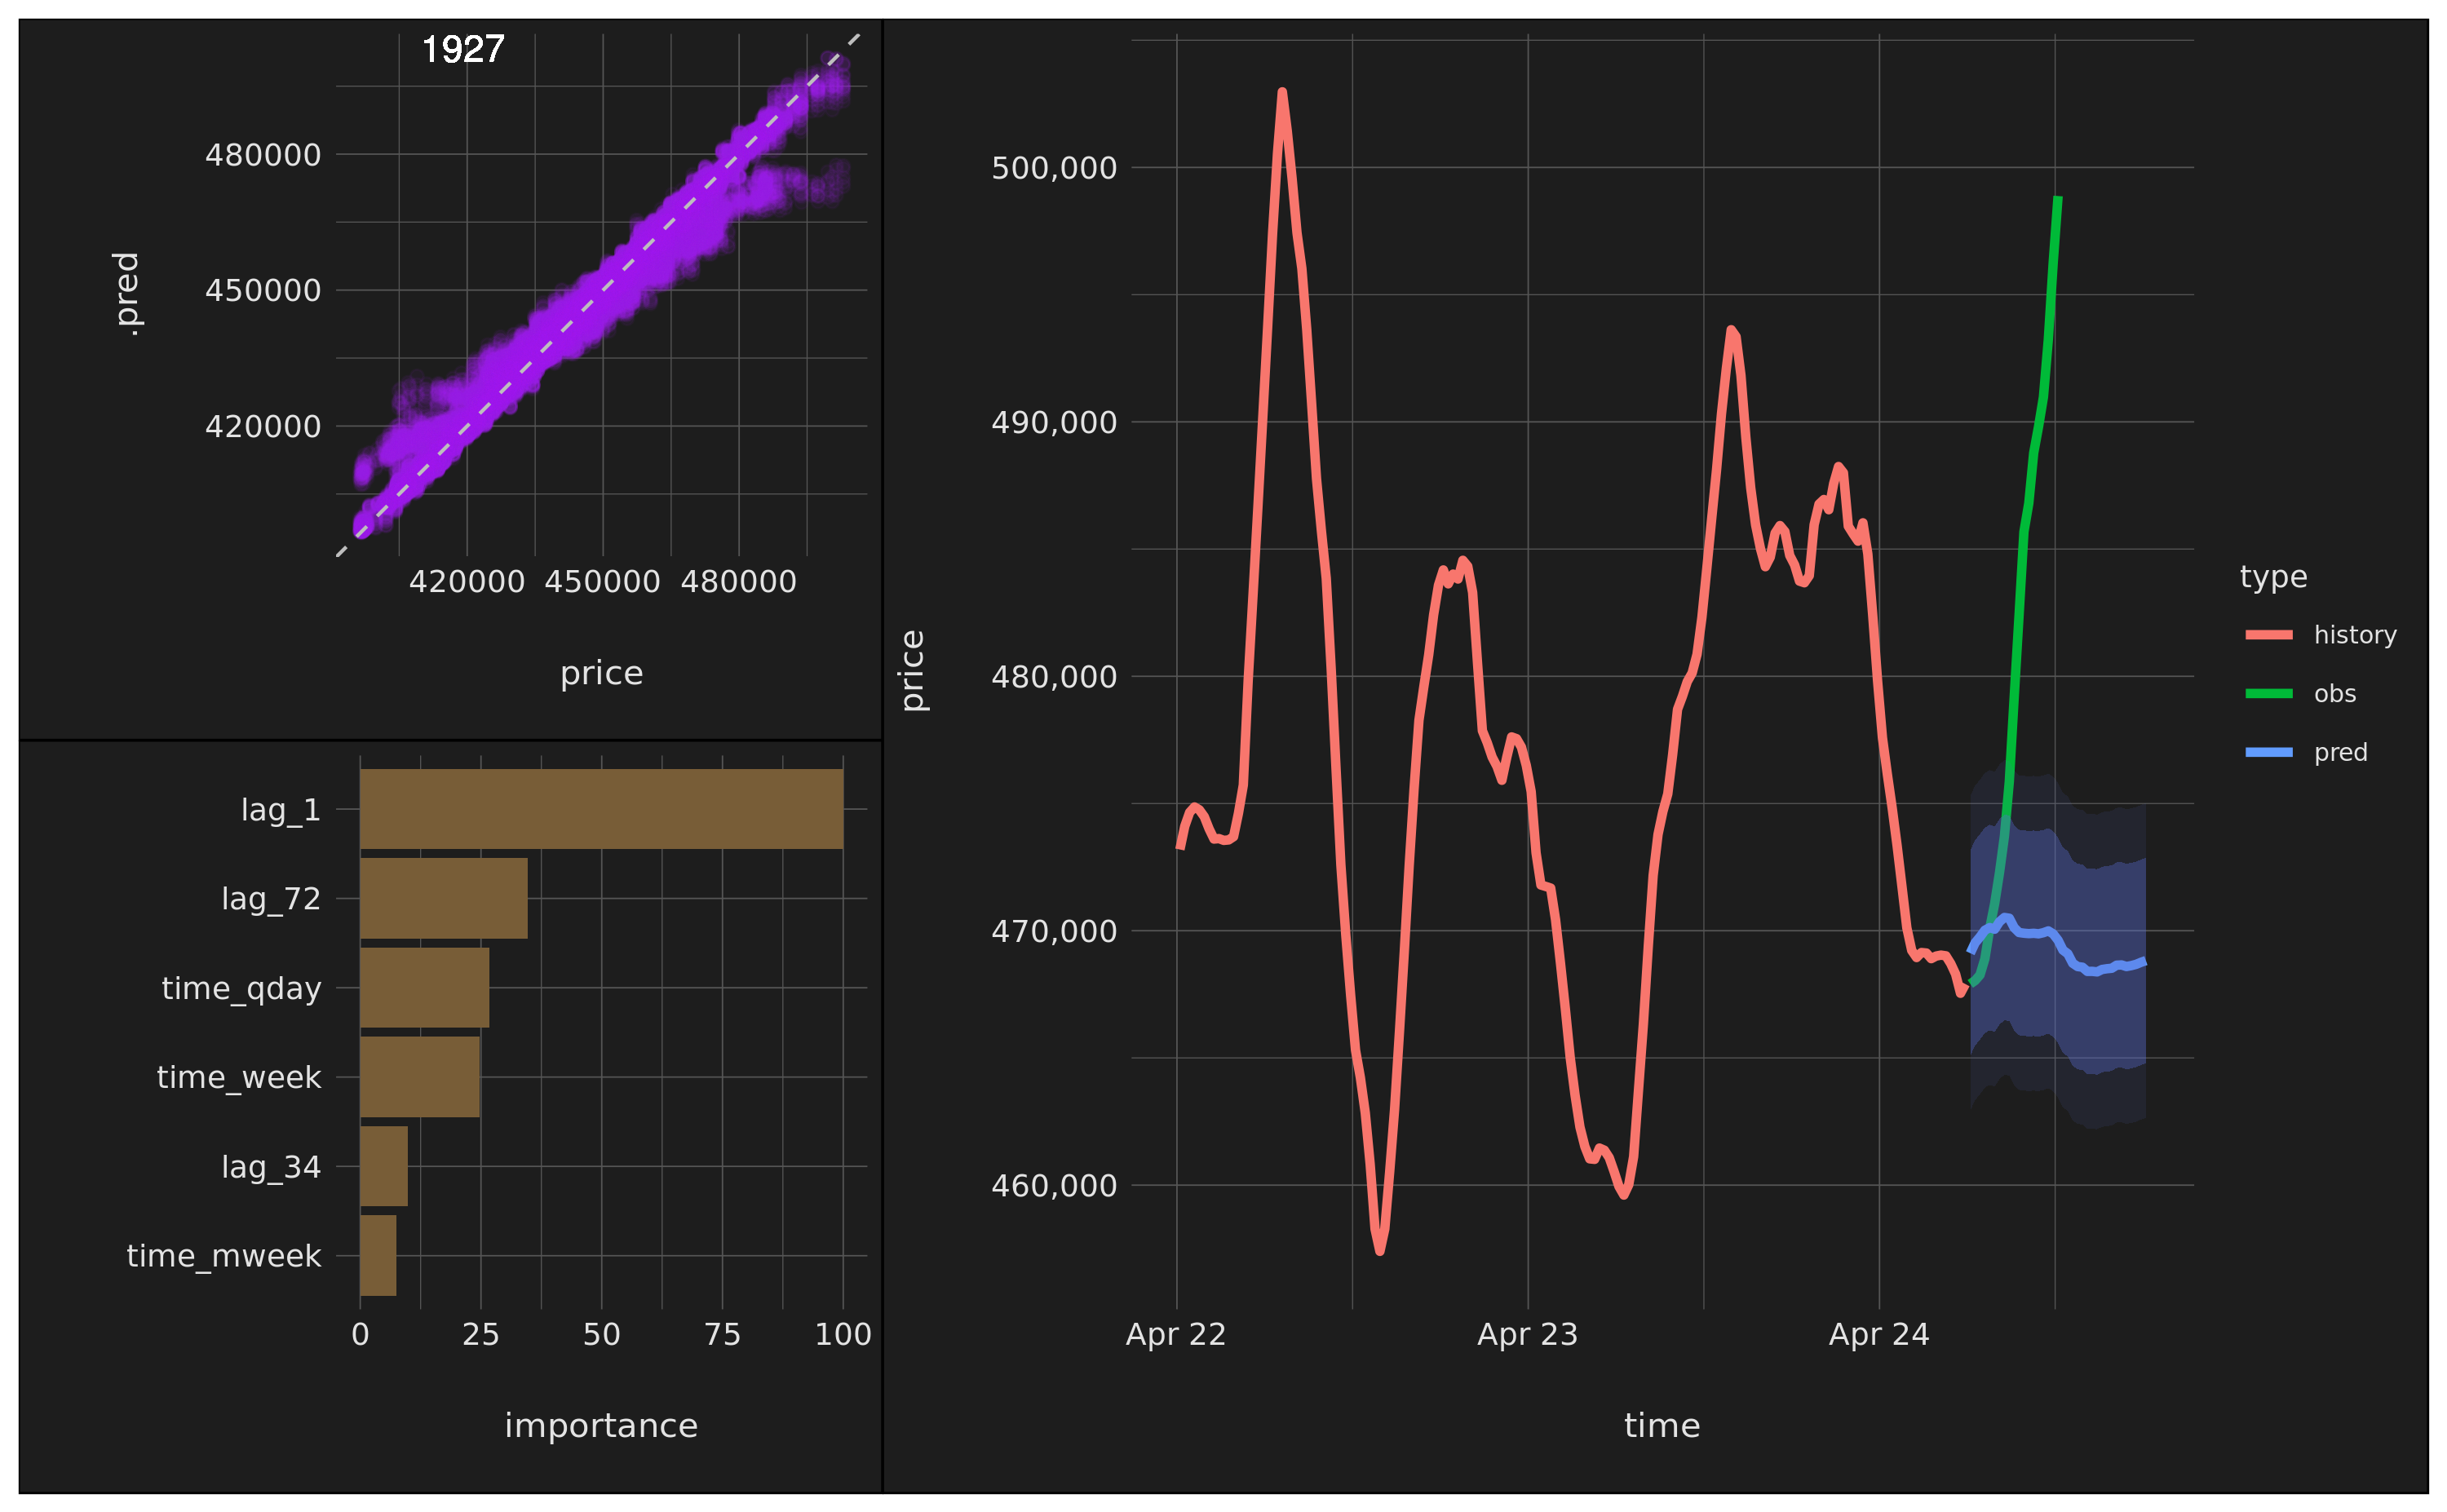 1927
480000
450000
420000
.pred
420000 450000 480000
price
lag_1
lag_72
time_qday
time_week
lag_34
time_mweek
0 25 50 75 100
importance
500,000
490,000
480,000
470,000
460,000
price
Apr 22 Apr 23 Apr 24
time
type
history
obs
pred